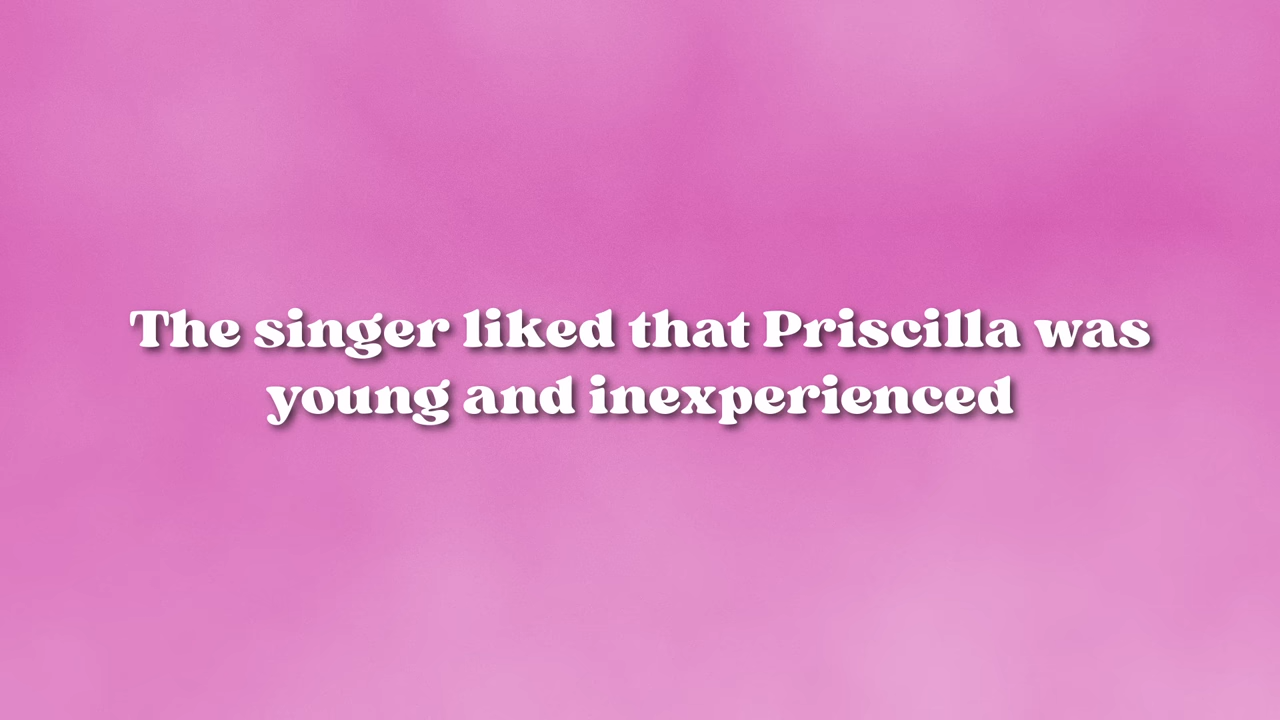 The singer liked that Priscilla was
young and inexperienced